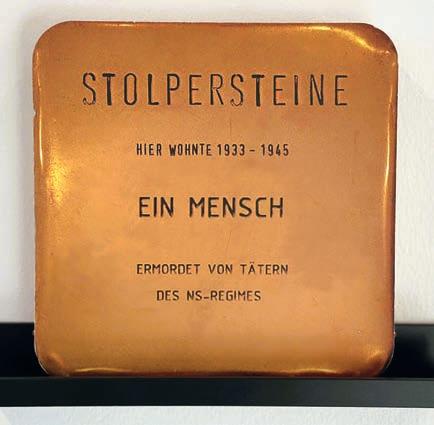 STOLPERSTEINE
HIER WOHNTE 1933 - 1945
EIN MENSCH
ERMORDET VON TÄTERN
DES NS-REGIMES